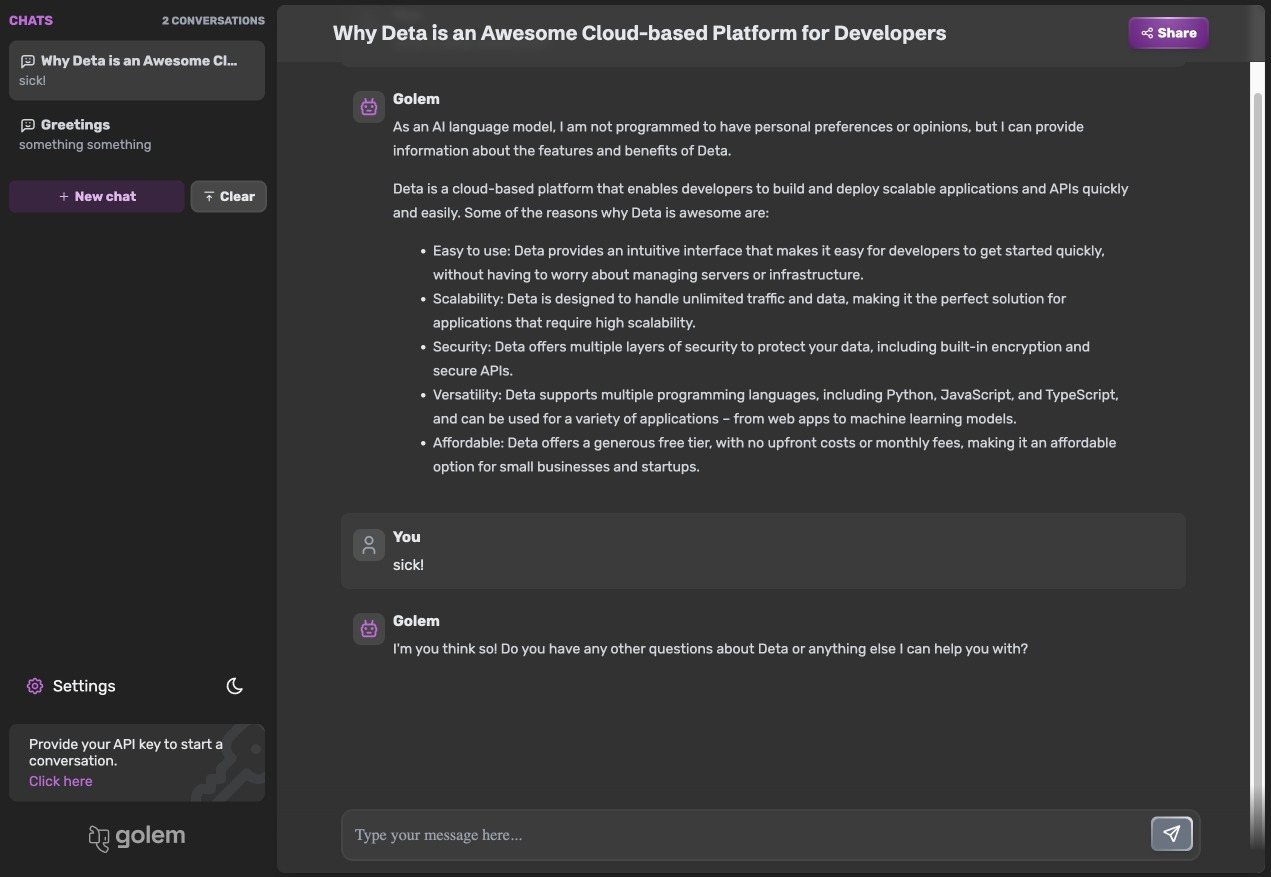 CHATS
2 CONVERSATIONS
Why Deta is an Awesome Cl...
sick!
Greetings
something something
+ New chat
Clear
Settings
Provide your API key to start a
conversation.
Click here
golem
Why Deta is an Awesome Cloud-based Platform for Developers
Share
Golem
As an AI language model, I am not programmed to have personal preferences or opinions, but I can provide
information about the features and benefits of Deta.
Deta is a cloud-based platform that enables developers to build and deploy scalable applications and APIs quickly
and easily. Some of the reasons why Deta is awesome are:
• Easy to use: Deta provides an intuitive interface that makes it easy for developers to get started quickly,
without having to worry about managing servers or infrastructure.
• Scalability: Deta is designed to handle unlimited traffic and data, making it the perfect solution for
applications that require high scalability.
• Security: Deta offers multiple layers of security to protect your data, including built-in encryption and
secure APIs.
• Versatility: Deta supports multiple programming languages, including Python, JavaScript, and TypeScript,
and can be used for a variety of applications – from web apps to machine learning models.
• Affordable: Deta offers a generous free tier, with no upfront costs or monthly fees, making it an affordable
option for small businesses and startups.
You
sick!
Golem
I'm you think so! Do you have any other questions about Deta or anything else I can help you with?
Type your message here...